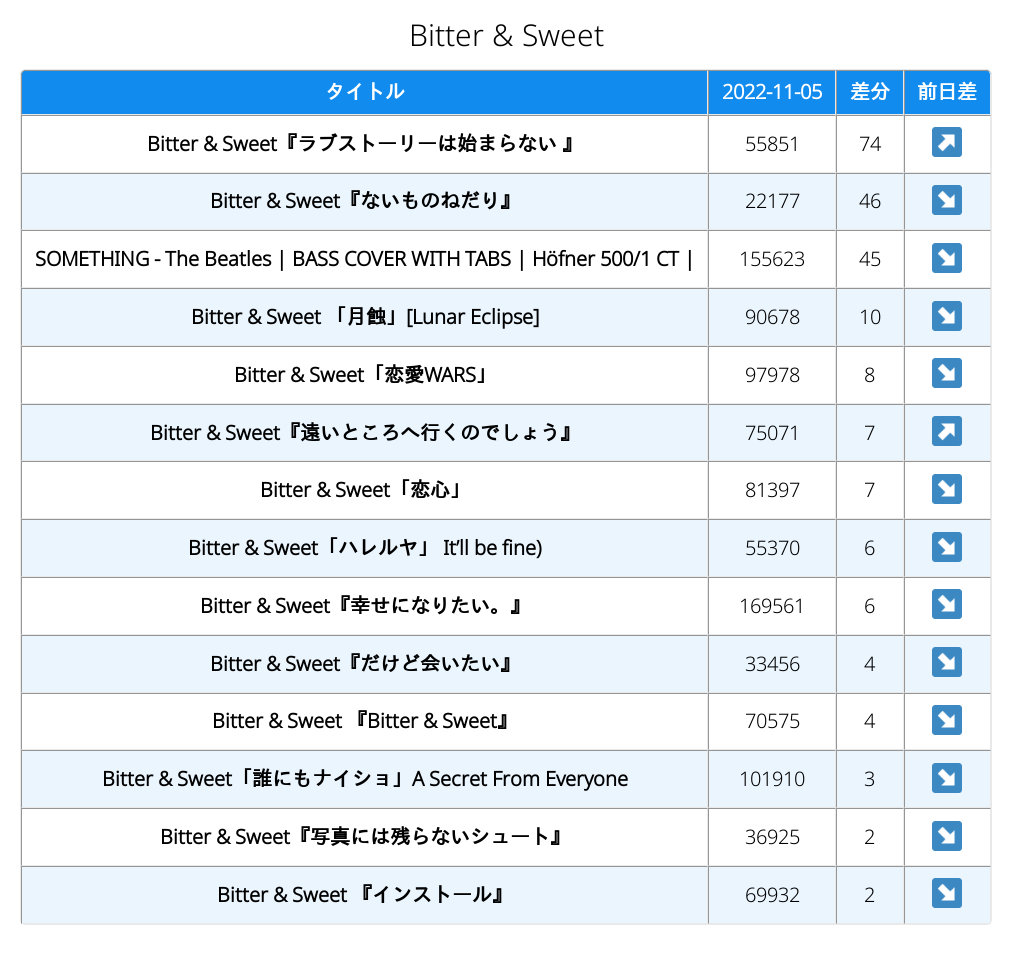 Bitter & Sweet
タイトル 2022-11-05 差分 前日差
Bitter & Sweet『ラブストーリーは始まらない 』 55851 74
Bitter & Sweet『ないものねだり』 22177 46
SOMETHING - The Beatles | BASS COVER WITH TABS | Höfner 500/1 CT | 155623 45
Bitter & Sweet 「月蝕」[Lunar Eclipse] 90678 10
Bitter & Sweet「恋愛WARS」 97978 8
Bitter & Sweet『遠いところへ行くのでしょう』 75071 7
Bitter & Sweet「恋心」 81397 7
Bitter & Sweet「ハレルヤ」 It’ll be fine) 55370 6
Bitter & Sweet『幸せになりたい。』 169561 6
Bitter & Sweet『だけど会いたい』 33456 4
Bitter & Sweet 『Bitter & Sweet』 70575 4
Bitter & Sweet「誰にもナイショ」A Secret From Everyone 101910 3
Bitter & Sweet『写真には残らないシュート』 36925 2
Bitter & Sweet 『インストール』 69932 2